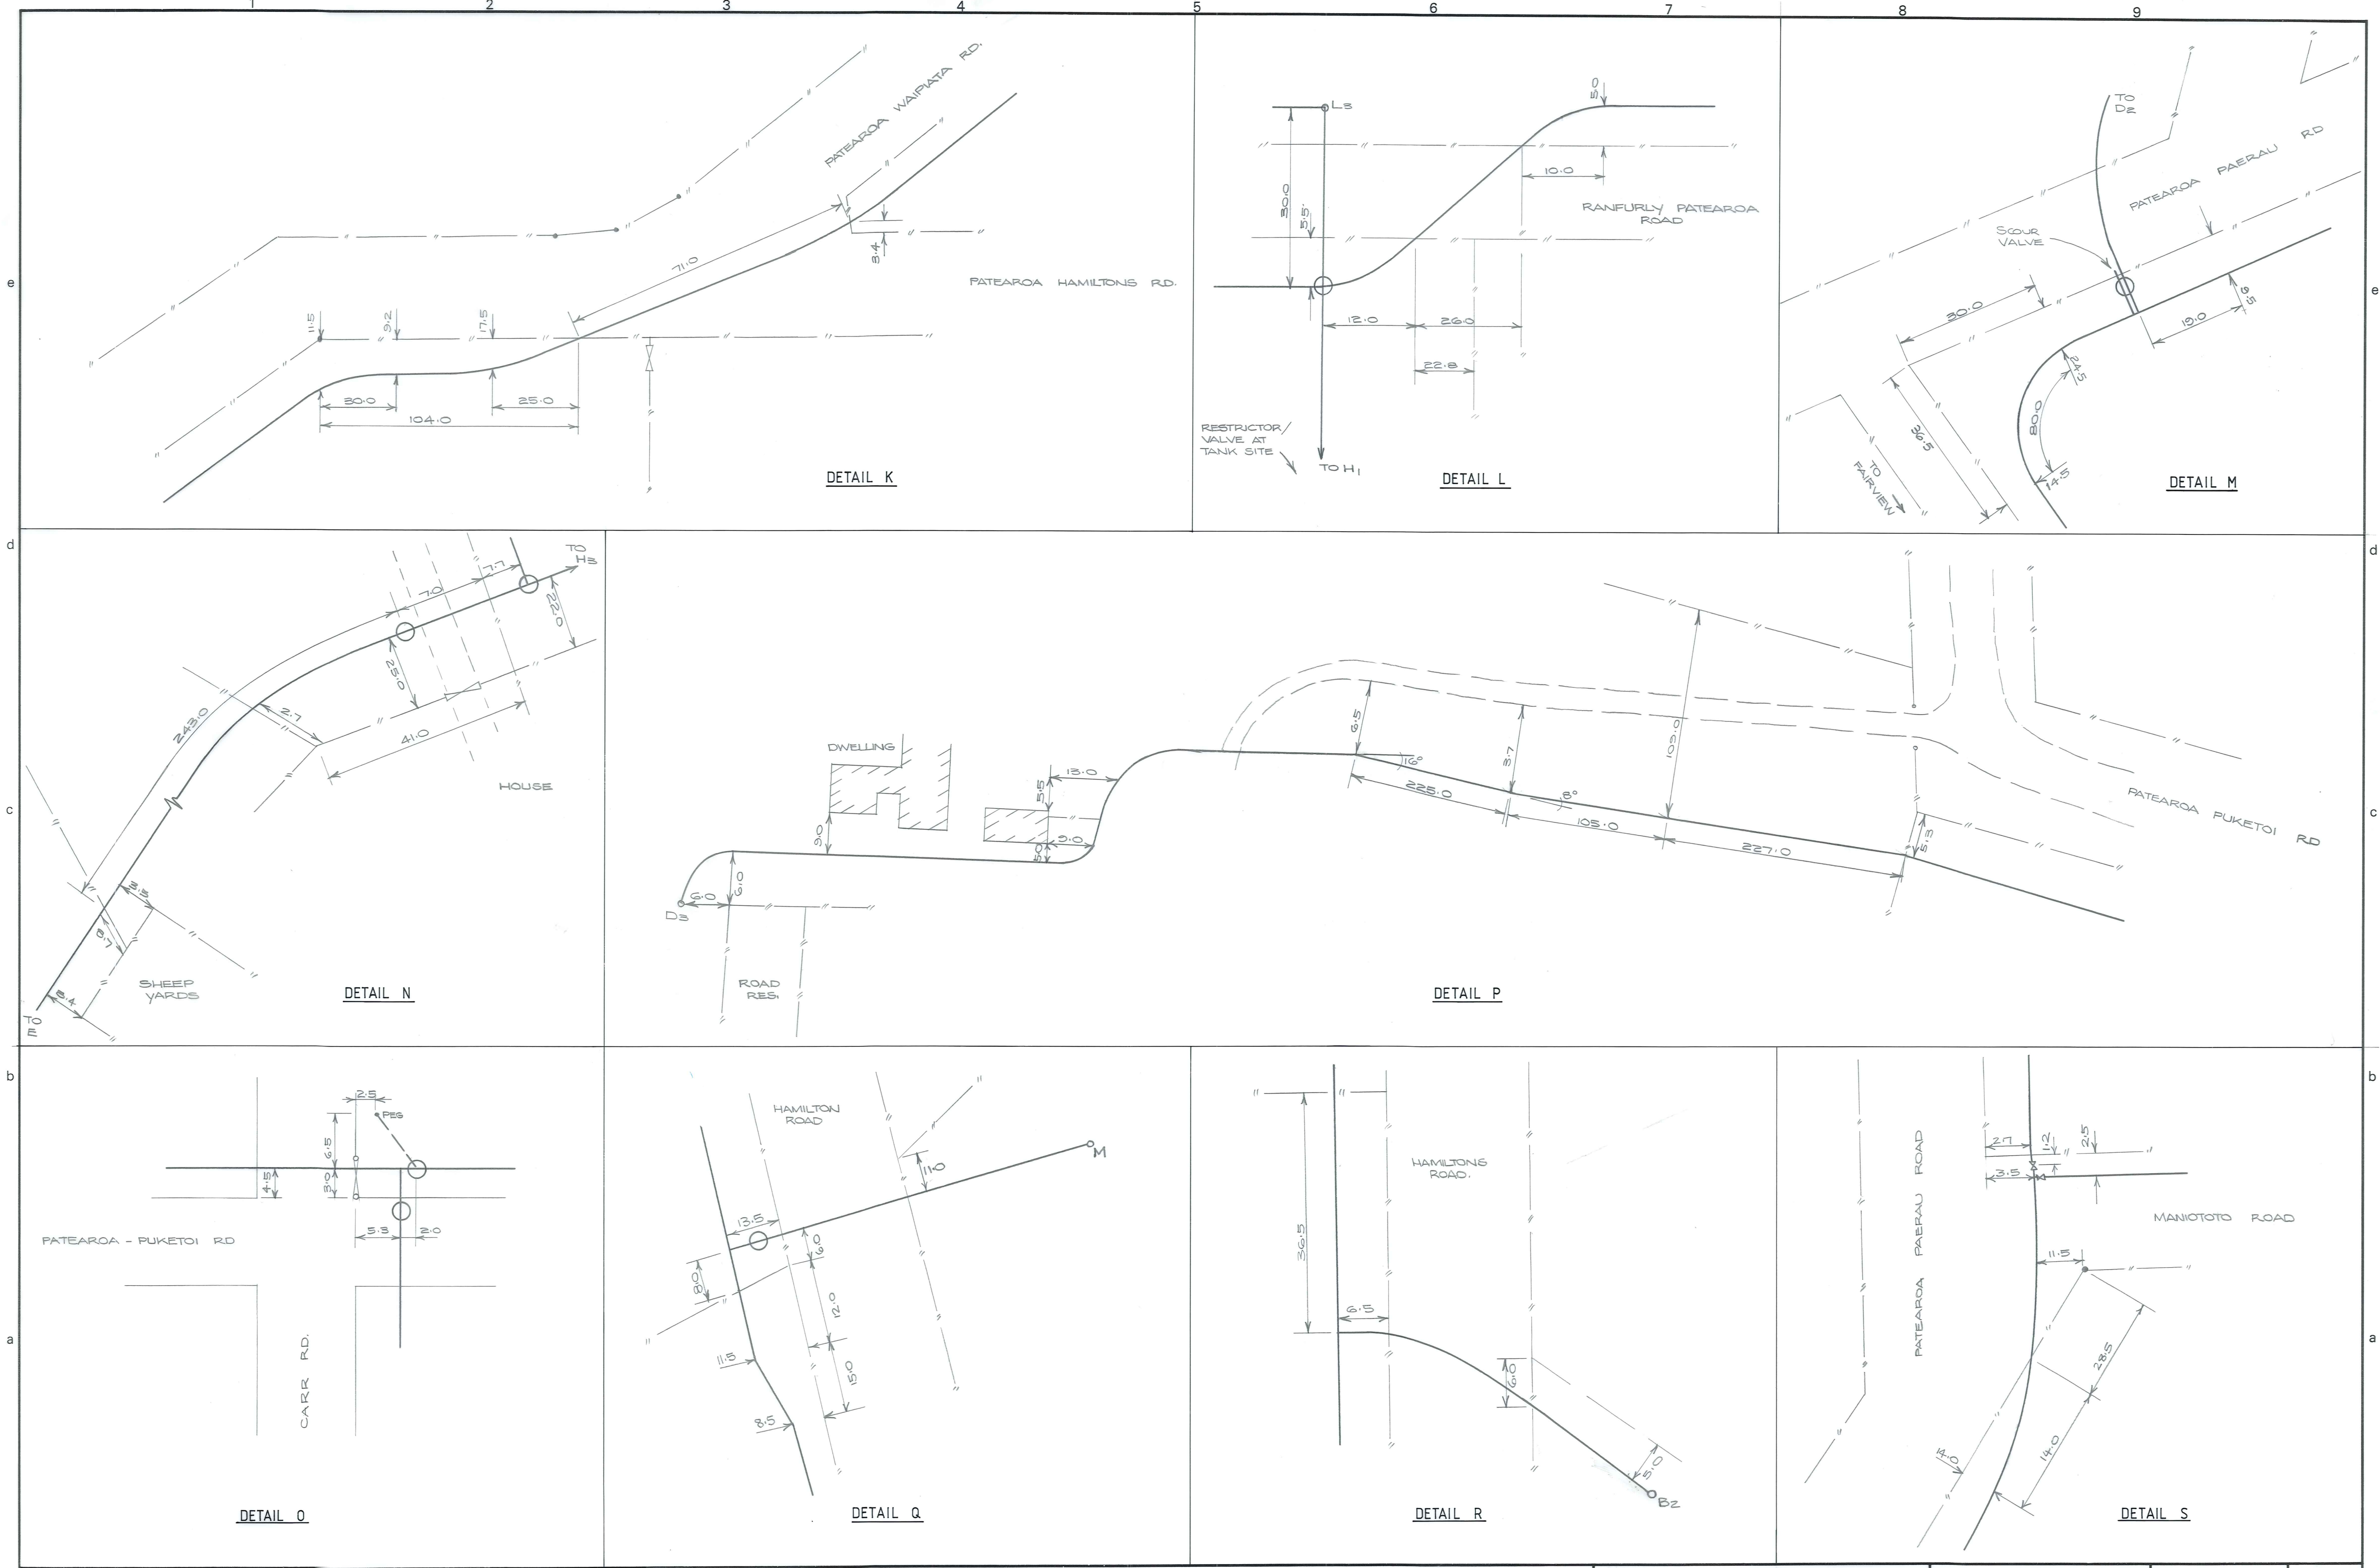 1 2 3 4 5 6 7 8 9
e
e
d
d
c
c
b
b
a
a
PATEAROA WAIPIATA RD.
71.0
3.4
PATEAROA HAMILTONS RD.
11.5
9.2
17.5
30.0
25.0
104.0
DETAIL K
L3
5.0
30.0
5.5
10.0
RANFURLY PATEAROA
ROAD
12.0
26.0
22.8
RESTRICTOR/
VALVE AT
TANK SITE
TO H1
DETAIL L
TO
D2
PATEAROA PAERAU RD
SCOUR
VALVE
30.0
9.5
19.0
24.5
80.0
36.5
14.5
TO
FAIRVIEW
DETAIL M
TO
H3
7.7
7.0
22.0
25.0
243.0
2.7
41.0
HOUSE
3.3
SHEEP
YARDS
TO
E
DETAIL N
DWELLING
13.0
5.5
9.0
9.0
5.0
6.0
6.0
D3
ROAD
RES.
6.5
16°
3.7
225.0
8°
105.0
109.0
227.0
5.3
PATEAROA PUKETOI RD
DETAIL P
2.5
PEG
6.5
4.5
3.0
5.3
2.0
PATEAROA - PUKETOI RD
CARR RD.
DETAIL O
HAMILTON
ROAD
M
11.0
13.5
6.0
8.0
12.0
11.5
15.0
8.5
DETAIL Q
HAMILTONS
ROAD.
36.5
6.5
6.0
5.0
B2
DETAIL R
PATEAROA PAERAU ROAD
2.7
1.2
2.5
3.5
MANIOTOTO ROAD
11.5
28.5
14.0
14.0
DETAIL S